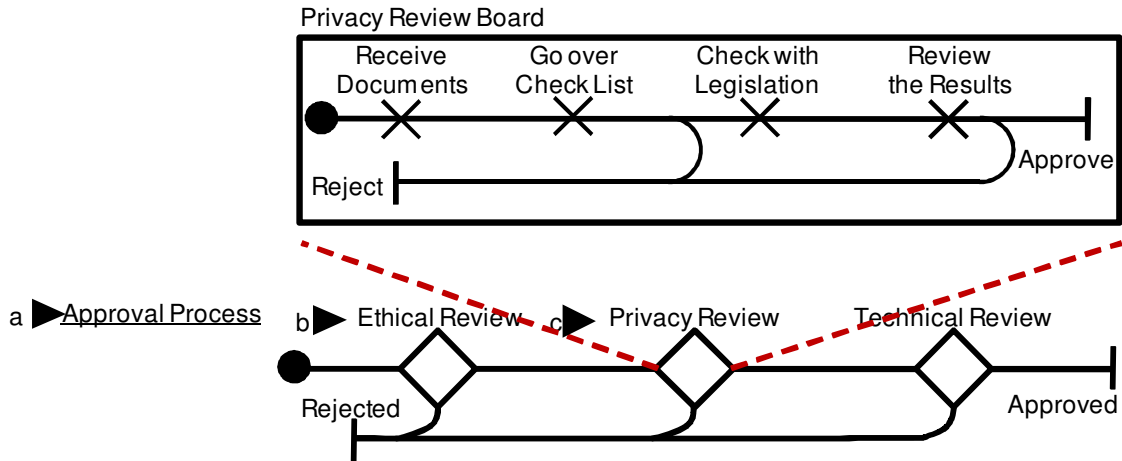 Privacy Review Board
Receive Go over Check with Review
Documents Check List Legislation the Results
Approve
Reject
a Approval Process b Ethical Review c Privacy Review Technical Review
Rejected Approved